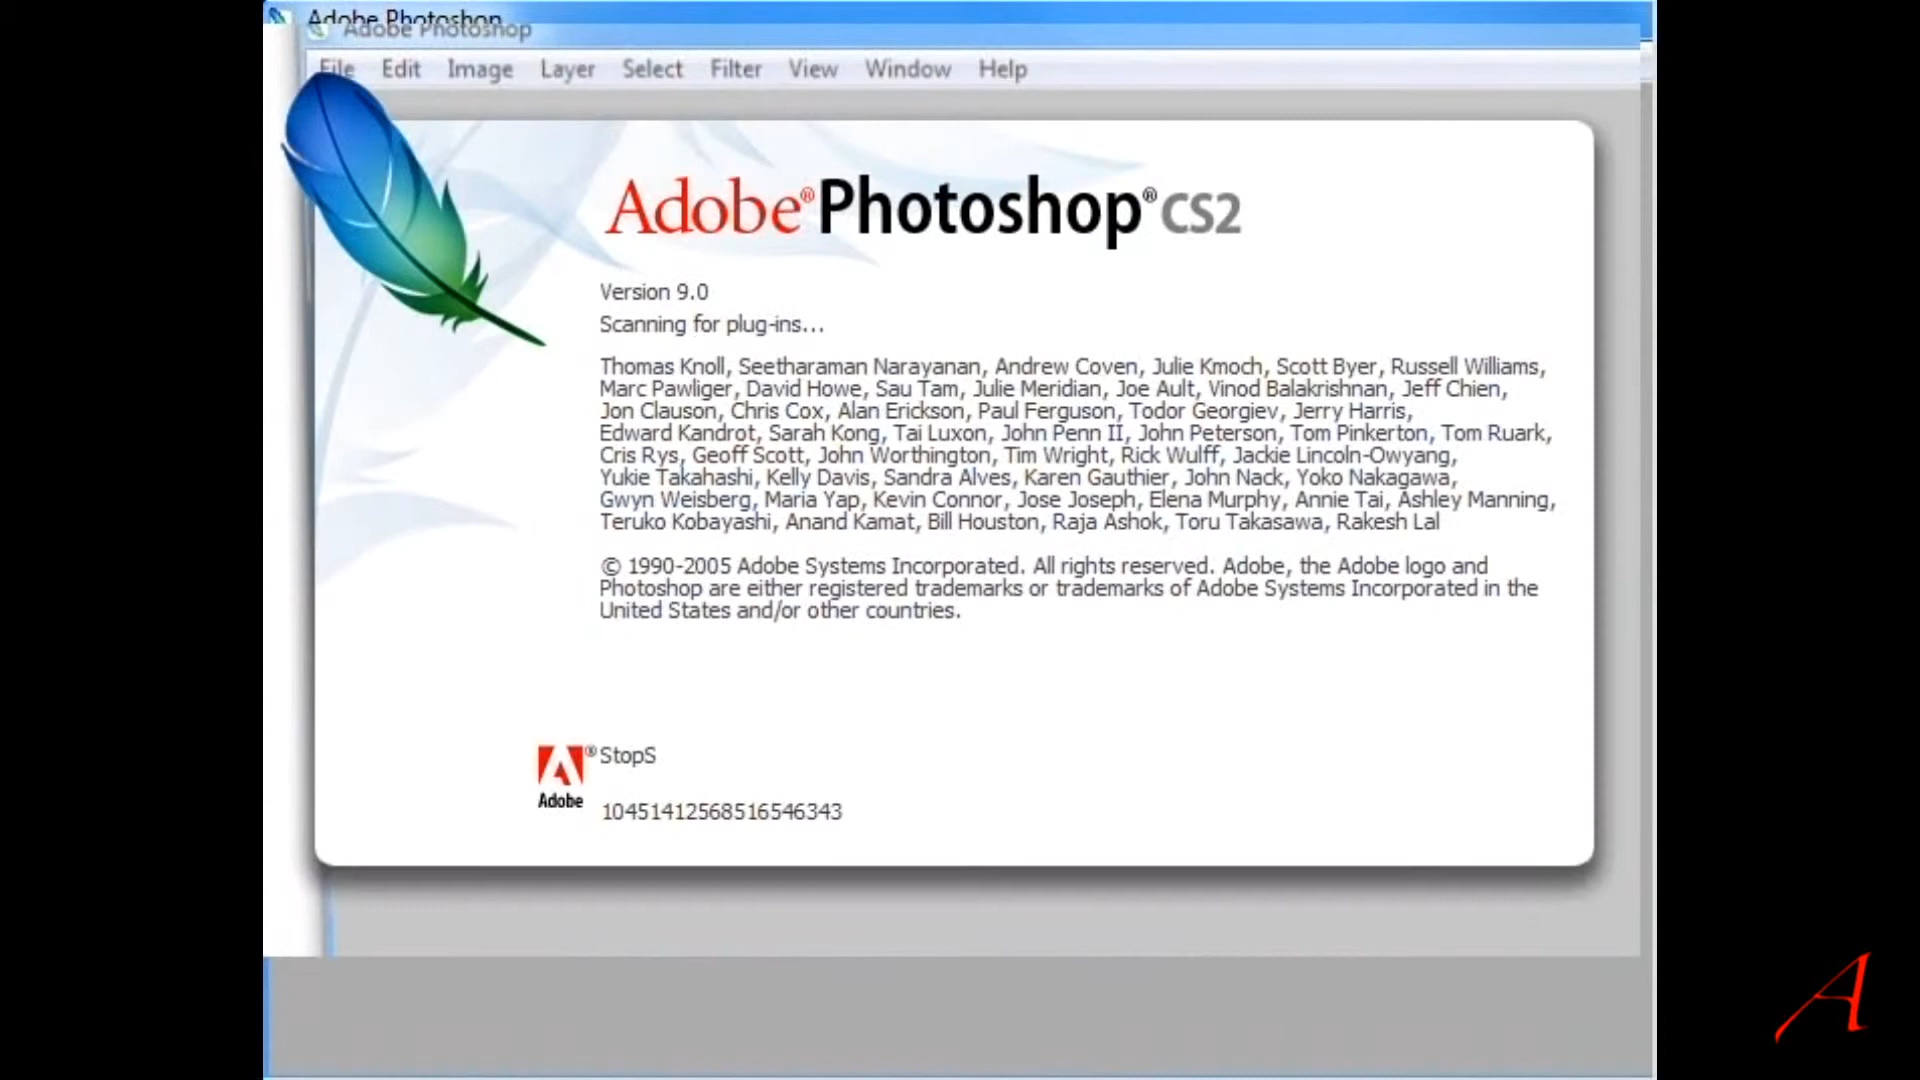 Adobe Photoshop
Adobe Photoshop
File Edit Image Layer Select Filter View Window Help
Adobe® Photoshop® CS2
Version 9.0
Scanning for plug-ins...
Thomas Knoll, Seetharaman Narayanan, Andrew Coven, Julie Kmoch, Scott Byer, Russell Williams,
Marc Pawliger, David Howe, Sau Tam, Julie Meridian, Joe Ault, Vinod Balakrishnan, Jeff Chien,
Jon Clauson, Chris Cox, Alan Erickson, Paul Ferguson, Todor Georgiev, Jerry Harris,
Edward Kandrot, Sarah Kong, Tai Luxon, John Penn II, John Peterson, Tom Pinkerton, Tom Ruark,
Cris Rys, Geoff Scott, John Worthington, Tim Wright, Rick Wulff, Jackie Lincoln-Owyang,
Yukie Takahashi, Kelly Davis, Sandra Alves, Karen Gauthier, John Nack, Yoko Nakagawa,
Gwyn Weisberg, Maria Yap, Kevin Connor, Jose Joseph, Elena Murphy, Annie Tai, Ashley Manning,
Teruko Kobayashi, Anand Kamat, Bill Houston, Raja Ashok, Toru Takasawa, Rakesh Lal
© 1990-2005 Adobe Systems Incorporated. All rights reserved. Adobe, the Adobe logo and
Photoshop are either registered trademarks or trademarks of Adobe Systems Incorporated in the
United States and/or other countries.
® StopS
Adobe
10451412568516546343
A